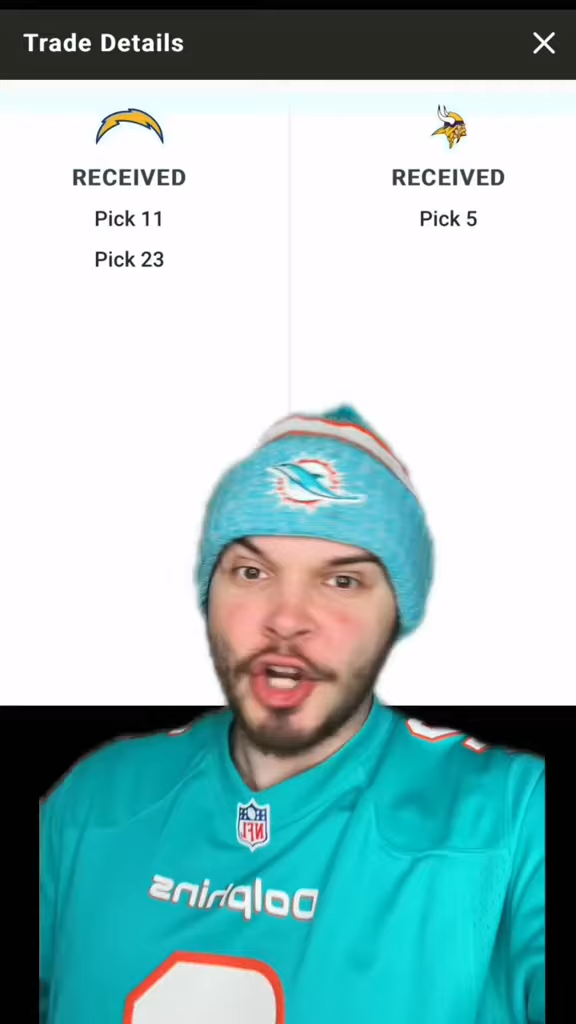 Trade Details
RECEIVED
Pick 11
Pick 23
RECEIVED
Pick 5
NFL
Dolphins